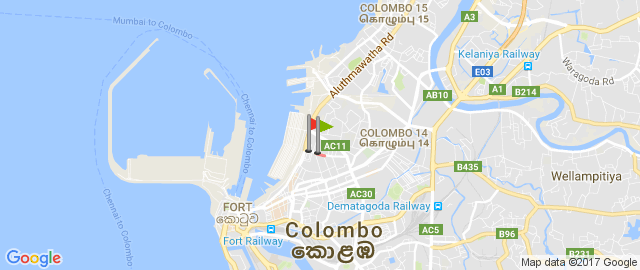 COLOMBO 15
கொழும்பு 15
A3
Mumbai to Colombo
Kelaniya Railway
Aluthmawatha Rd
E03
Waragoda Rd
A1
AB10
B214
Chennai to Colombo
COLOMBO 14
கொழும்பு 14
AC11
B435
Wellampitiya
AC30
Chennai to Colombo
FORT
කොටුව
Dematagoda Railway
Colombo
කොළඹ
Fort Railway
AC5
B96
B231
Google
Map data ©2017 Google